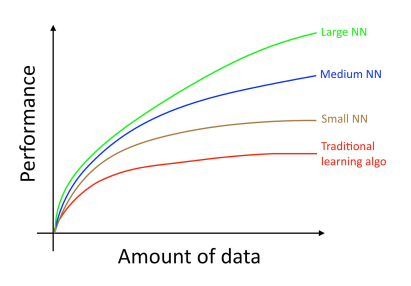 Large NN
Medium NN
Small NN
Traditional
learning algo
Performance
Amount of data